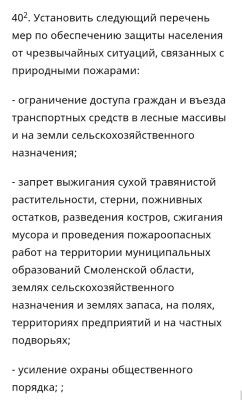 40². Установить следующий перечень
мер по обеспечению защиты населения
от чрезвычайных ситуаций, связанных с
природными пожарами:
- ограничение доступа граждан и въезда
транспортных средств в лесные массивы
и на земли сельскохозяйственного
назначения;
- запрет выжигания сухой травянистой
растительности, стерни, пожнивных
остатков, разведения костров, сжигания
мусора и проведения пожароопасных
работ на территории муниципальных
образований Смоленской области,
землях сельскохозяйственного
назначения и землях запаса, на полях,
территориях предприятий и на частных
подворьях;
- усиление охраны общественного
порядка; ;